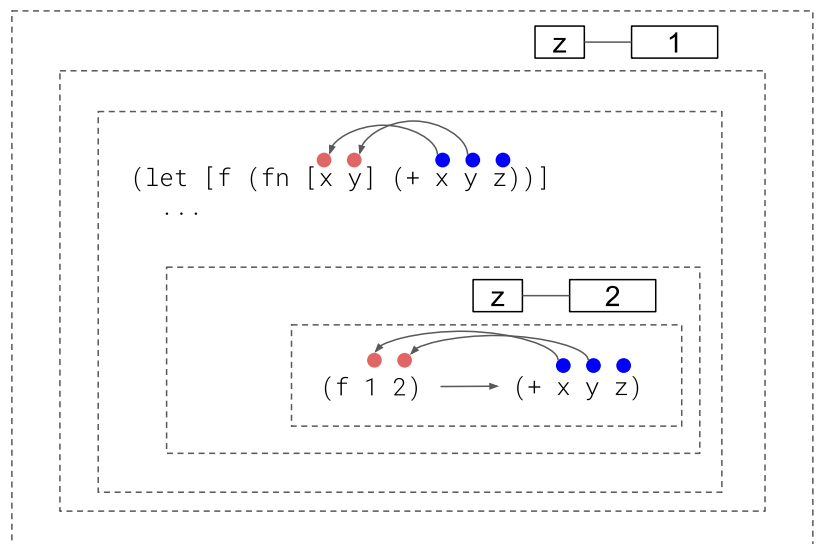 z 1
(let [f (fn [x y] (+ x y z))]
...
z 2
(f 1 2) (+ x y z)